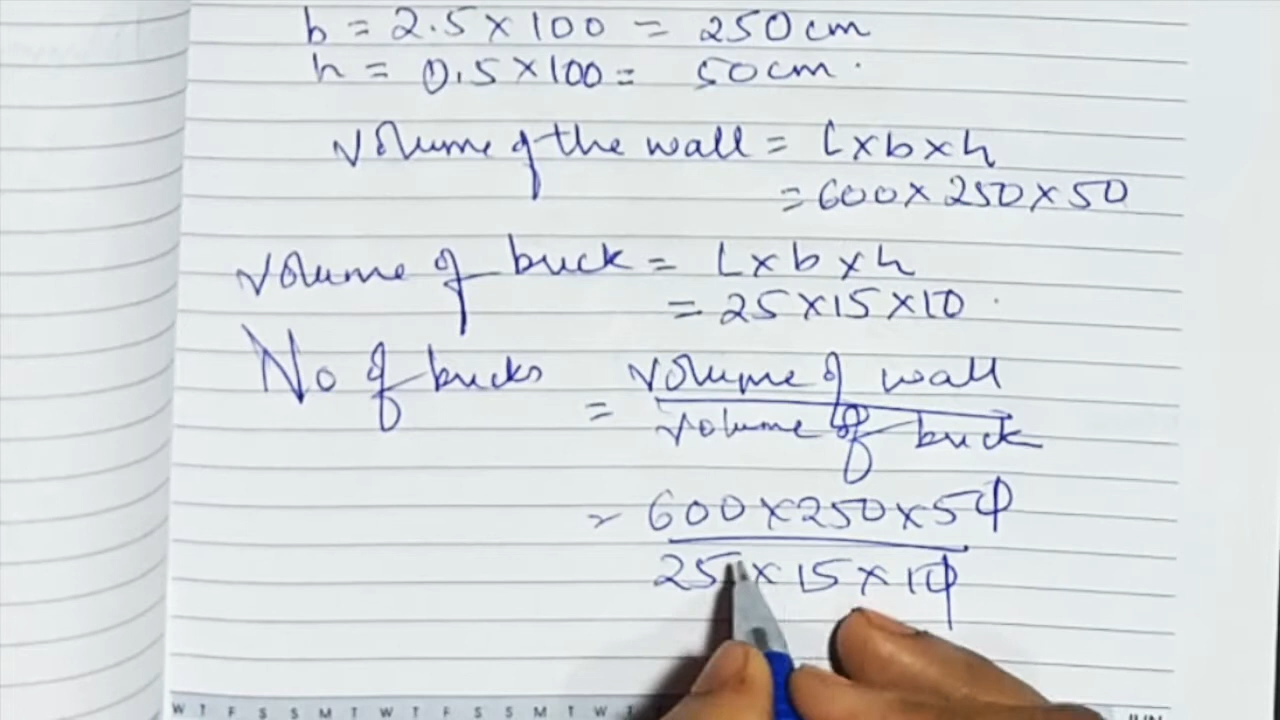 b = 2.5 × 100 = 250 cm
h = 0.5 × 100 = 50 cm.
Volume of the wall = l × b × h
= 600 × 250 × 50
Volume of brick = l × b × h
= 25 × 15 × 10
No of bricks = Volume of wall
Volume of brick
= 600 × 250 × 50
25 × 15 × 10
W T F S S M T W T F S S M T W T JUN